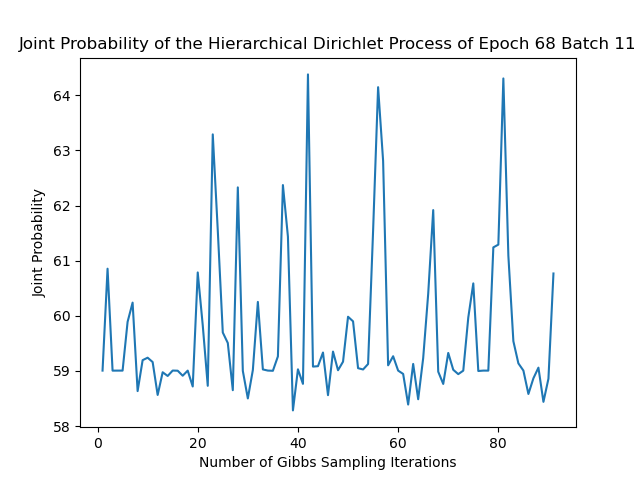 Joint Probability of the Hierarchical Dirichlet Process of Epoch 68 Batch 11
Joint Probability
64
63
62
61
60
59
58
0 20 40 60 80
Number of Gibbs Sampling Iterations